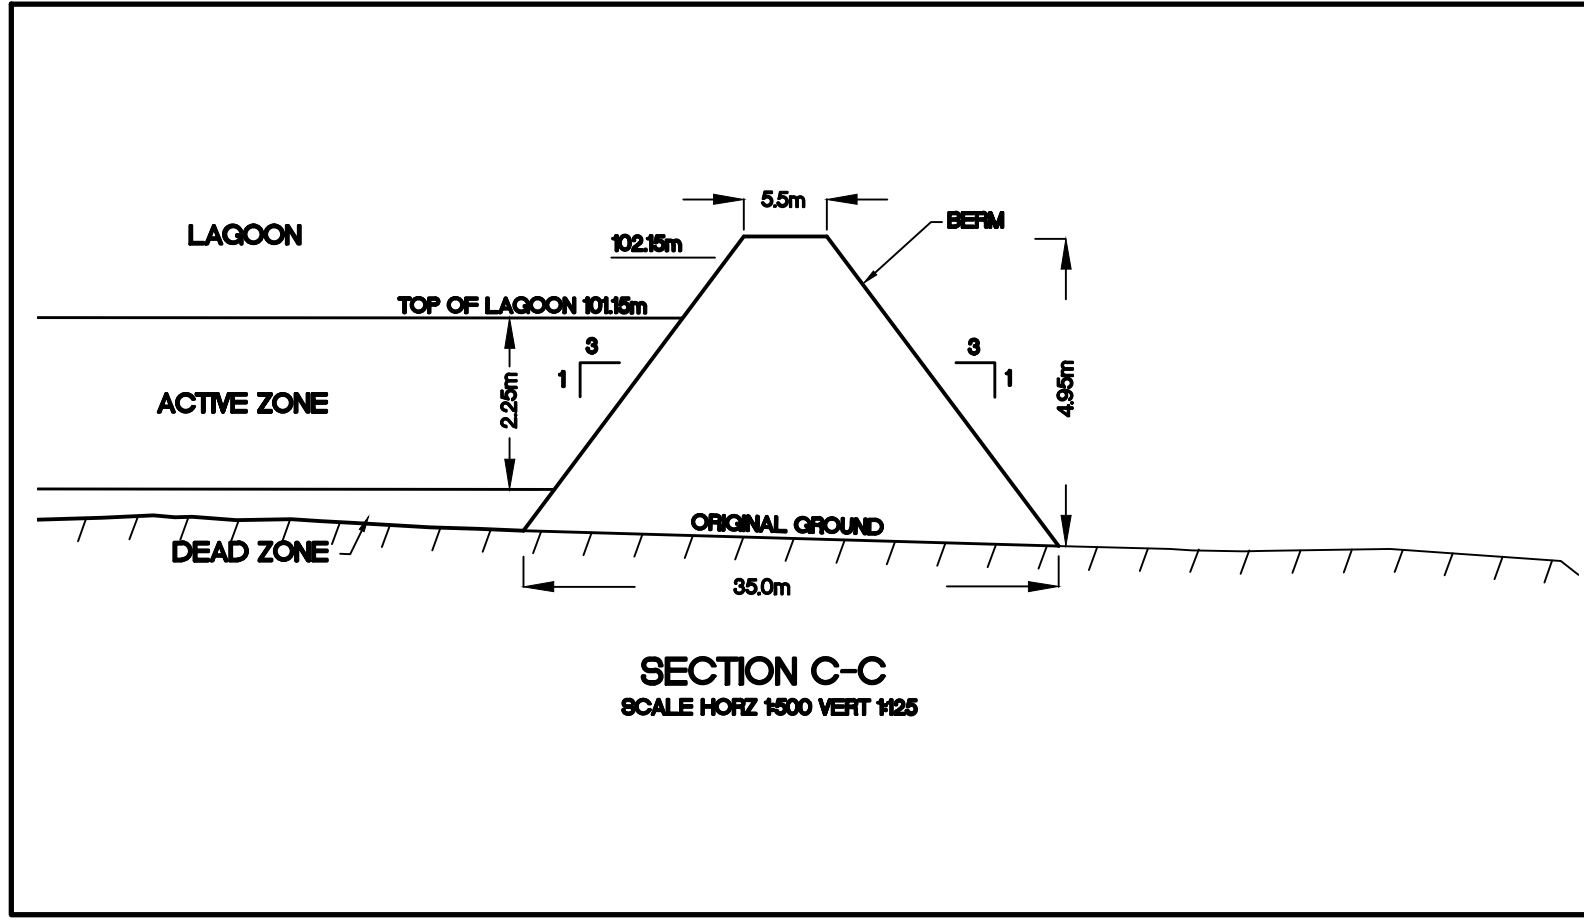 5.5m
BERM
LAGOON
102.15m
TOP OF LAGOON 101.15m
3
1
3
1
2.25m
4.95m
ACTIVE ZONE
ORIGINAL GROUND
DEAD ZONE
35.0m
SECTION C-C
SCALE HORZ 1:500 VERT 1:125